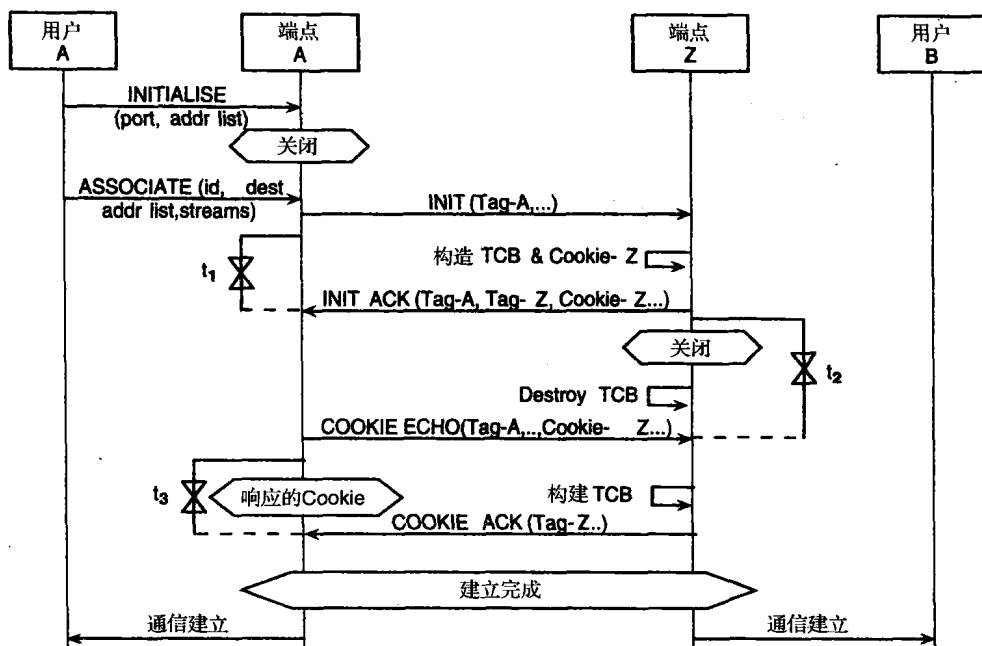 用户
A
端点
A
端点
Z
用户
B
INITIALISE
(port, addr list)
关闭
ASSOCIATE (id, dest
addr list,streams)
INIT (Tag-A,...)
t1
构造 TCB & Cookie- Z
INIT ACK (Tag-A, Tag- Z, Cookie- Z...)
关闭
t2
Destroy TCB
COOKIE ECHO(Tag-A,..,Cookie- Z...)
t3
响应的Cookie
构建 TCB
COOKIE ACK (Tag-Z..)
建立完成
通信建立
通信建立